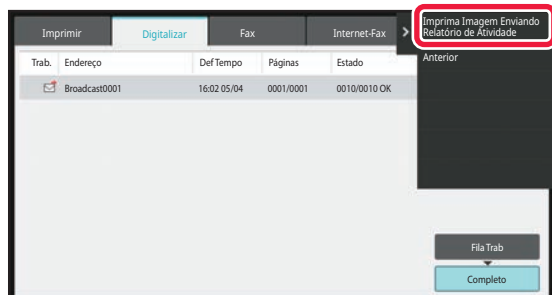 Imprimir Digitalizar Fax Internet-Fax
Imprima Imagem Enviando
Relatório de Atividade
Anterior
Trab. Endereço Def Tempo Páginas Estado
Broadcast0001 16:02 05/04 0001/0001 0010/0010 OK
Fila Trab
Completo